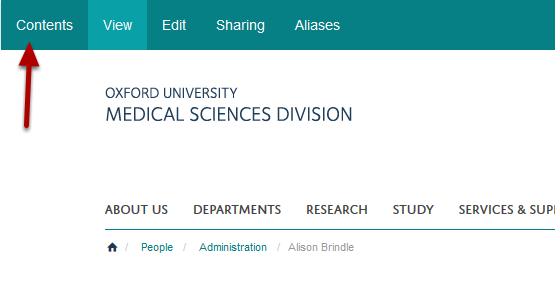 Contents View Edit Sharing Aliases
OXFORD UNIVERSITY
MEDICAL SCIENCES DIVISION
ABOUT US DEPARTMENTS RESEARCH STUDY SERVICES & SUP
/ People / Administration / Alison Brindle